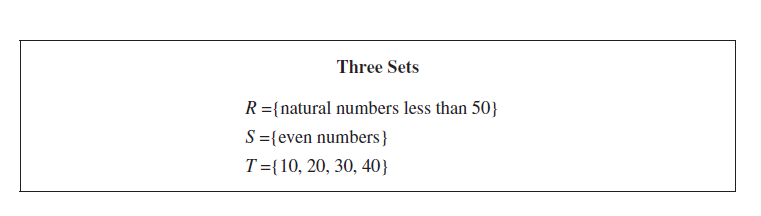 Three Sets
R ={natural numbers less than 50}
S ={even numbers}
T ={10, 20, 30, 40}